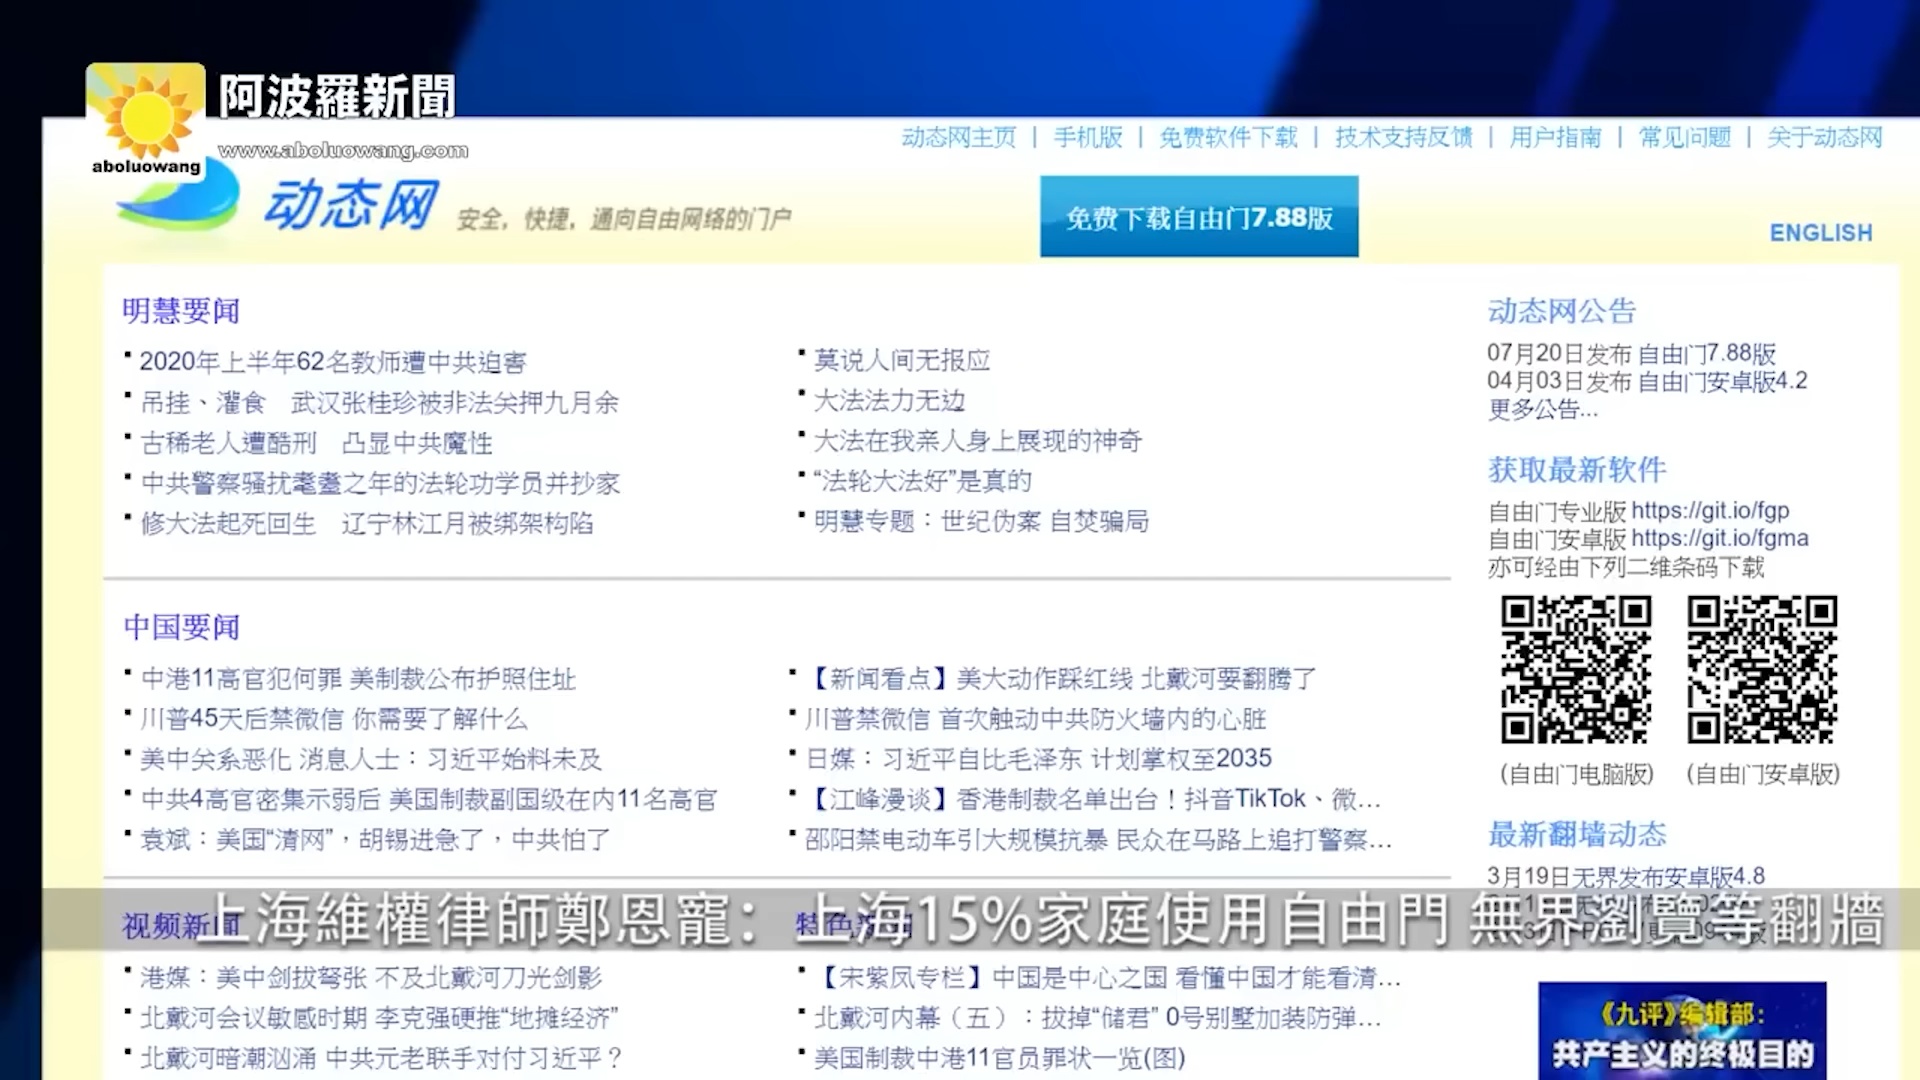 阿波羅新聞
www.aboluowang.com
aboluowang
动态网主页 | 手机版 | 免费软件下载 | 技术支持反馈 | 用户指南 | 常见问题 | 关于动态网
动态网 安全，快捷，通向自由网络的门户
免费下载自由门7.88版
ENGLISH
明慧要闻
2020年上半年62名教师遭中共迫害
吊挂、灌食 武汉张桂珍被非法关押九月余
古稀老人遭酷刑 凸显中共魔性
中共警察骚扰耄耋之年的法轮功学员并抄家
修大法起死回生 辽宁林江月被绑架构陷
莫说人间无报应
大法法力无边
大法在我亲人身上展现的神奇
“法轮大法好”是真的
明慧专题：世纪伪案 自焚骗局
动态网公告
07月20日发布 自由门7.88版
04月03日发布 自由门安卓版4.2
更多公告...
获取最新软件
自由门专业版 https://git.io/fgp
自由门安卓版 https://git.io/fgma
亦可经由下列二维条码下载
(自由门电脑版) (自由门安卓版)
中国要闻
中港11高官犯何罪 美制裁公布护照住址
川普45天后禁微信 你需要了解什么
美中关系恶化 消息人士：习近平始料未及
中共4高官密集示弱后 美国制裁副国级在内11名高官
袁斌：美国“清网”，胡锡进急了，中共怕了
【新闻看点】美大动作踩红线 北戴河要翻腾了
川普禁微信 首次触动中共防火墙内的心脏
日媒：习近平自比毛泽东 计划掌权至2035
【江峰漫谈】香港制裁名单出台！抖音TikTok、微...
邵阳禁电动车引大规模抗暴 民众在马路上追打警察...
最新翻墙动态
3月19日无界发布安卓版4.8
上海維權律師鄭恩寵：上海15%家庭使用自由門 無界瀏覽等翻牆
视频新闻
港媒：美中剑拔弩张 不及北戴河刀光剑影
北戴河会议敏感时期 李克强硬推“地摊经济”
北戴河暗潮汹涌 中共元老联手对付习近平？
【宋紫凤专栏】中国是中心之国 看懂中国才能看清...
北戴河内幕（五）：拔掉“储君” 0号别墅加装防弹...
美国制裁中港11官员罪状一览(图)
《九评》编辑部：
共产主义的终极目的